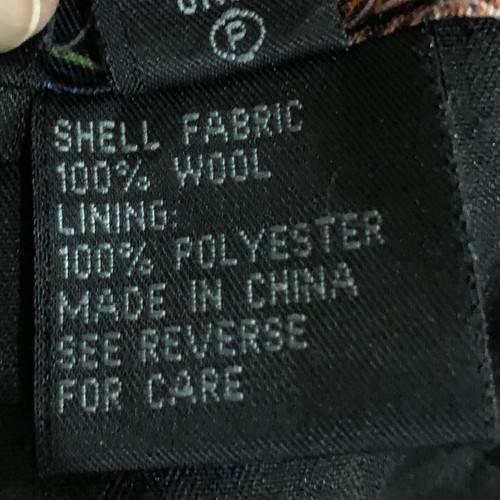 P
SHELL FABRIC
100% WOOL
LINING:
100% POLYESTER
MADE IN CHINA
SEE REVERSE
FOR CARE